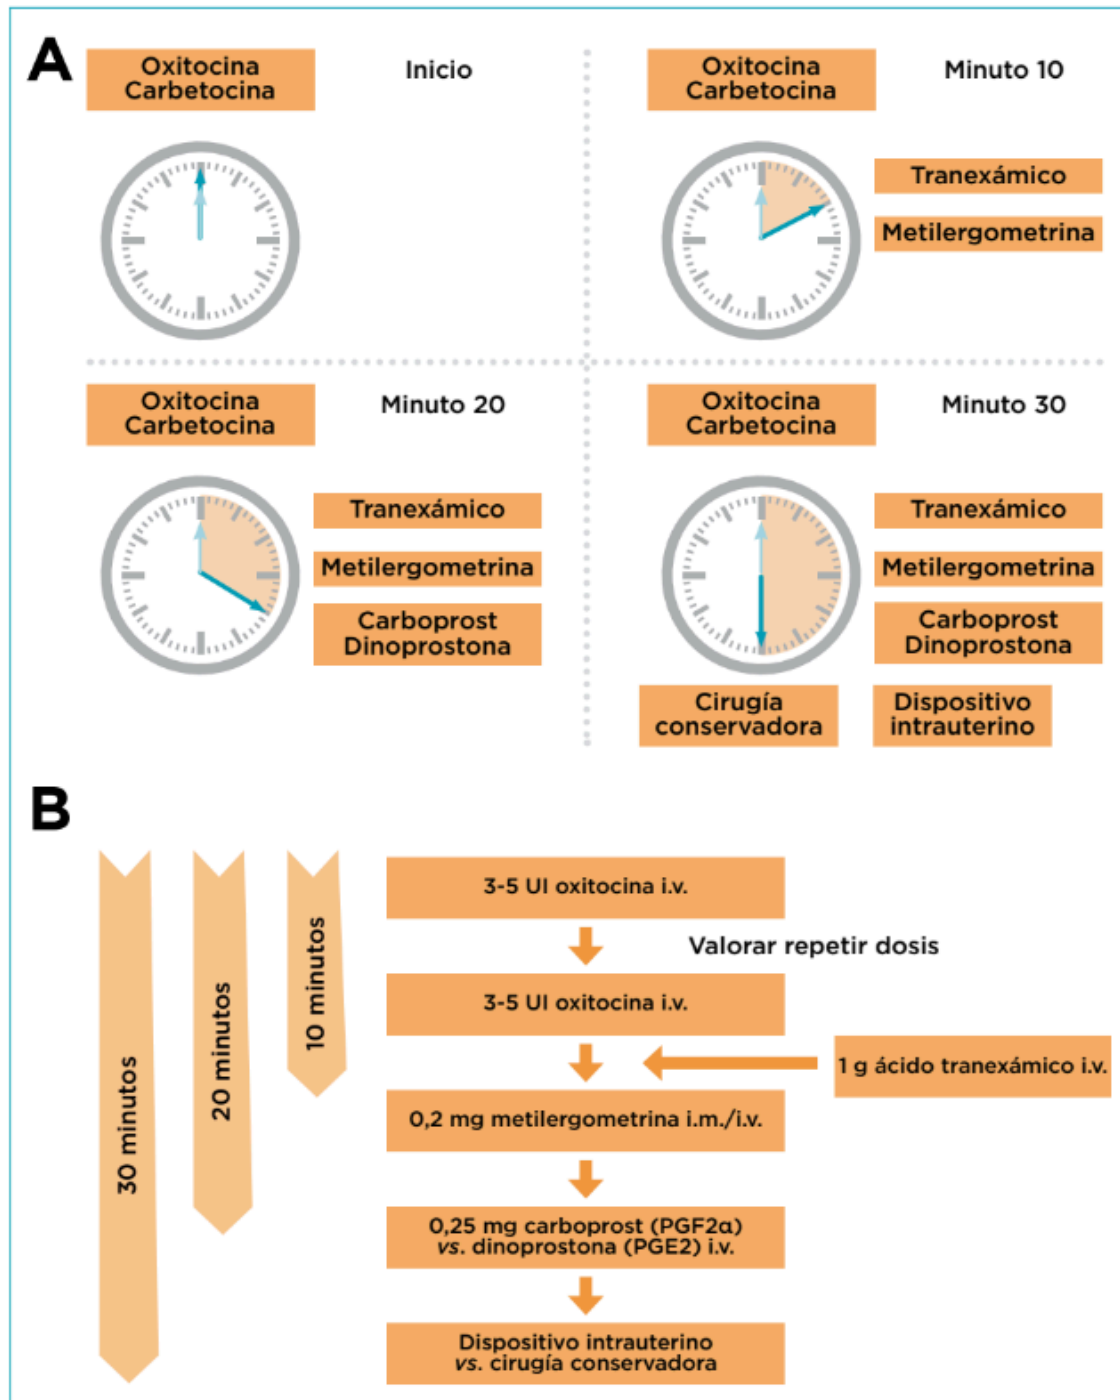 A
Oxitocina
Carbetocina
Inicio
Oxitocina
Carbetocina
Minuto 10
Tranexámico
Metilergometrina
Oxitocina
Carbetocina
Minuto 20
Tranexámico
Metilergometrina
Carboprost
Dinoprostona
Oxitocina
Carbetocina
Minuto 30
Tranexámico
Metilergometrina
Carboprost
Dinoprostona
Cirugía
conservadora
Dispositivo
intrauterino
B
30 minutos
20 minutos
10 minutos
3-5 UI oxitocina i.v.
Valorar repetir dosis
3-5 UI oxitocina i.v.
1 g ácido tranexámico i.v.
0,2 mg metilergometrina i.m./i.v.
0,25 mg carboprost (PGF2α)
vs. dinoprostona (PGE2) i.v.
Dispositivo intrauterino
vs. cirugía conservadora